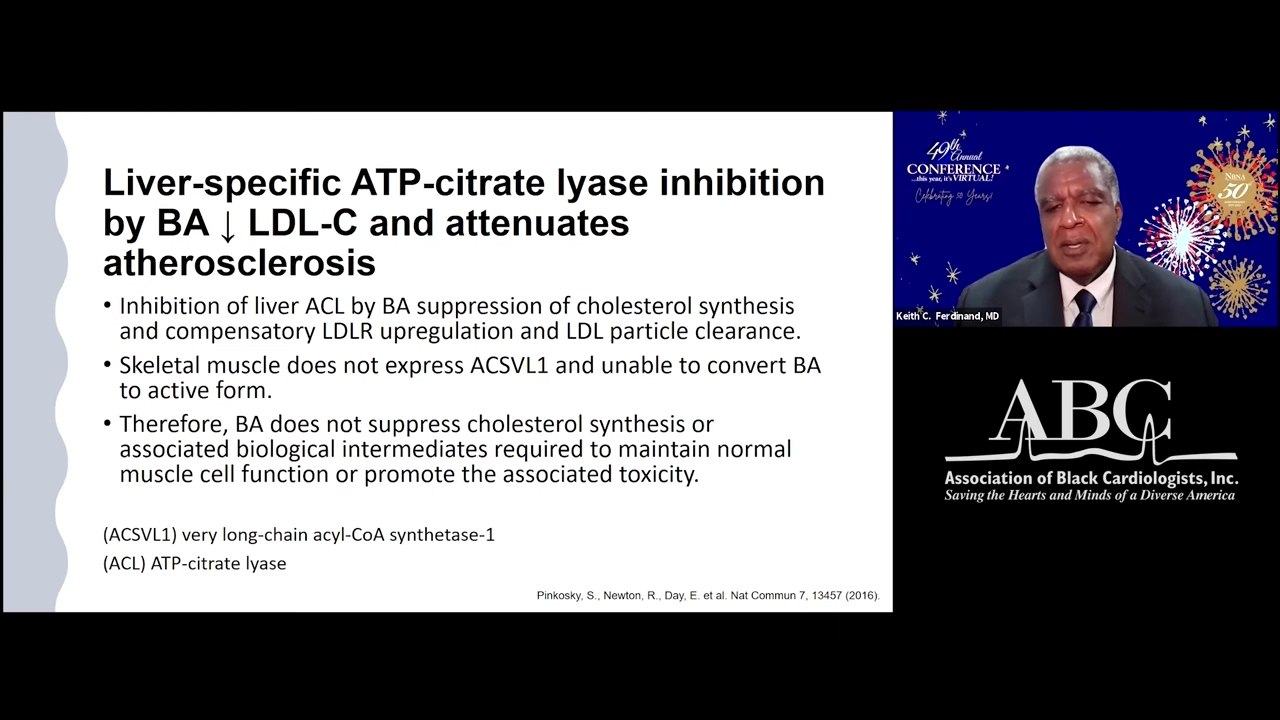 Liver-specific ATP-citrate lyase inhibition
by BA ↓ LDL-C and attenuates
atherosclerosis
• Inhibition of liver ACL by BA suppression of cholesterol synthesis
and compensatory LDLR upregulation and LDL particle clearance.
• Skeletal muscle does not express ACSVL1 and unable to convert BA
to active form.
• Therefore, BA does not suppress cholesterol synthesis or
associated biological intermediates required to maintain normal
muscle cell function or promote the associated toxicity.
(ACSVL1) very long-chain acyl-CoA synthetase-1
(ACL) ATP-citrate lyase
Pinkosky, S., Newton, R., Day, E. et al. Nat Commun 7, 13457 (2016).
49th Annual
CONFERENCE
...this year, it's VIRTUAL!
Celebrating 50 Years!
NBNA
50
Keith C. Ferdinand, MD
ABC
Association of Black Cardiologists, Inc.
Saving the Hearts and Minds of a Diverse America